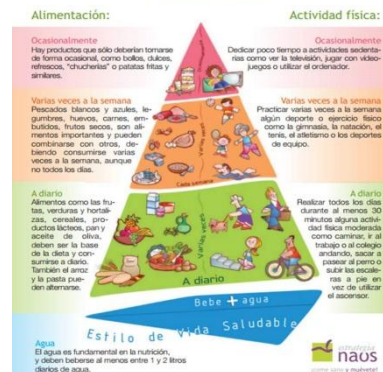 Alimentación:
Ocasionalmente
Hay productos que sólo deberían tomarse
de forma ocasional, como bollos, dulces,
refrescos, "chucherías" o patatas fritas y
similares.
Varias veces a la semana
Pescados blancos y azules, le-
gumbres, huevos, carnes, em-
butidos, frutos secos, son ali-
mentos importantes y pueden
combinarse con otros, de-
biendo consumirse varias
veces a la semana, aunque
no todos los días.
A diario
Alimentos como las fru-
tas, verduras y hortali-
zas, cereales, pro-
ductos lácteos, pan y
aceite de oliva,
deben ser la base
de la dieta y con-
sumirse a diario.
También el arroz
y la pasta pue-
den alternarse.
Agua
El agua es fundamental en la nutrición,
y deben beberse al menos entre 1 y 2 litros
diarios de agua.
Varias veces
Cada semana
Varias veces
A diario
Bebe + agua
Estilo de Vida Saludable
Actividad física:
Ocasionalmente
Dedicar poco tiempo a actividades sedenta-
rias como ver la televisión, jugar con video-
juegos o utilizar el ordenador.
Varias veces a la semana
Practicar varias veces a la semana
algún deporte o ejercicio físico
como la gimnasia, la natación, el
tenis, el atletismo o los deportes
de equipo.
A diario
Realizar todos los días
durante al menos 30
minutos alguna activi-
dad física moderada
como caminar, ir al
trabajo o al colegio
andando, sacar a
pasear al perro o
subir las escale-
ras a pie en
vez de utilizar
el ascensor.
estrategia
naos
¡come sano y muévete!